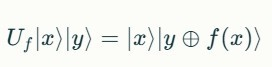 U_f|x⟩|y⟩ = |x⟩|y ⊕ f(x)⟩